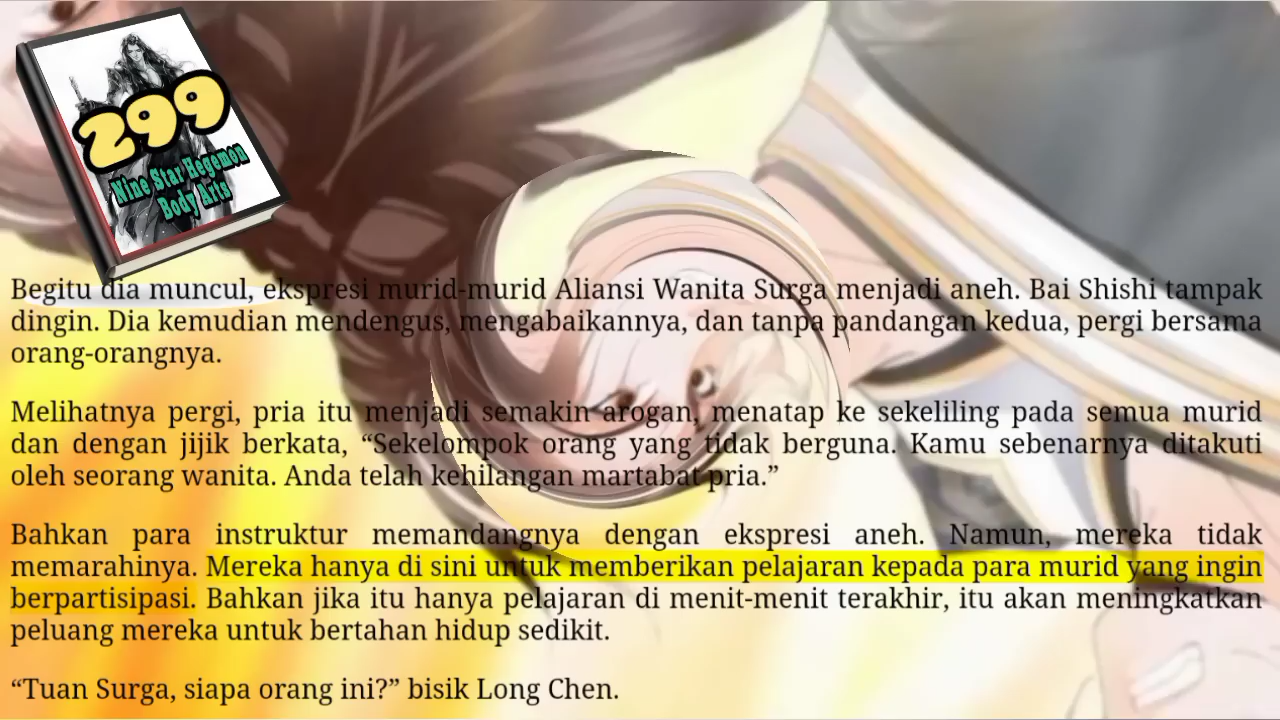 299
Nine Star Hegemon
Body Arts
Begitu dia muncul, ekspresi murid-murid Aliansi Wanita Surga menjadi aneh. Bai Shishi tampak
dingin. Dia kemudian mendengus, mengabaikannya, dan tanpa pandangan kedua, pergi bersama
orang-orangnya.
Melihatnya pergi, pria itu menjadi semakin arogan, menatap ke sekeliling pada semua murid
dan dengan jijik berkata, “Sekelompok orang yang tidak berguna. Kamu sebenarnya ditakuti
oleh seorang wanita. Anda telah kehilangan martabat pria.”
Bahkan para instruktur memandangnya dengan ekspresi aneh. Namun, mereka tidak
memarahinya. Mereka hanya di sini untuk memberikan pelajaran kepada para murid yang ingin
berpartisipasi. Bahkan jika itu hanya pelajaran di menit-menit terakhir, itu akan meningkatkan
peluang mereka untuk bertahan hidup sedikit.
“Tuan Surga, siapa orang ini?” bisik Long Chen.